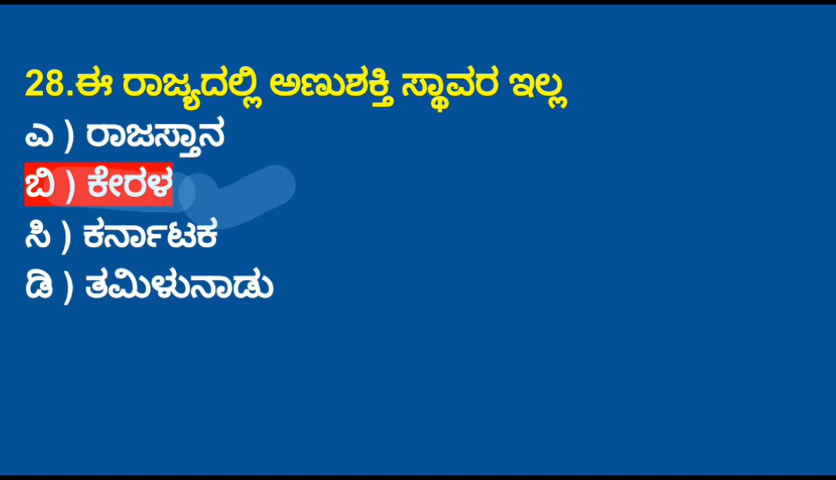 28.ಈ ರಾಜ್ಯದಲ್ಲಿ ಅಣುಶಕ್ತಿ ಸ್ಥಾವರ ಇಲ್ಲ
ಎ ) ರಾಜಸ್ತಾನ
ಬಿ ) ಕೇರಳ
ಸಿ ) ಕರ್ನಾಟಕ
ಡಿ ) ತಮಿಳುನಾಡು